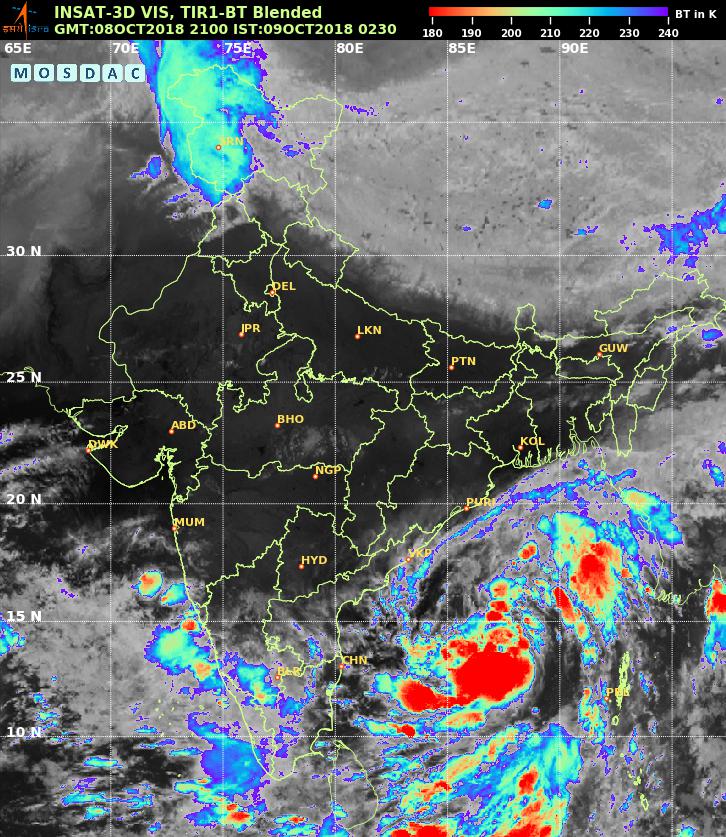 INSAT-3D VIS, TIR1-BT Blended
GMT:08OCT2018 2100 IST:09OCT2018 0230
BT in K
180 190 200 210 220 230 240
65E 70E 75E 80E 85E 90E
MOSDAC
SRN
30 N
DEL
JPR
LKN
GUW
PTN
25 N
ABD
BHO
DWK
KOL
NGP
20 N
PURI
MUM
VKP
HYD
15 N
CHN
BLR
PBL
10 N